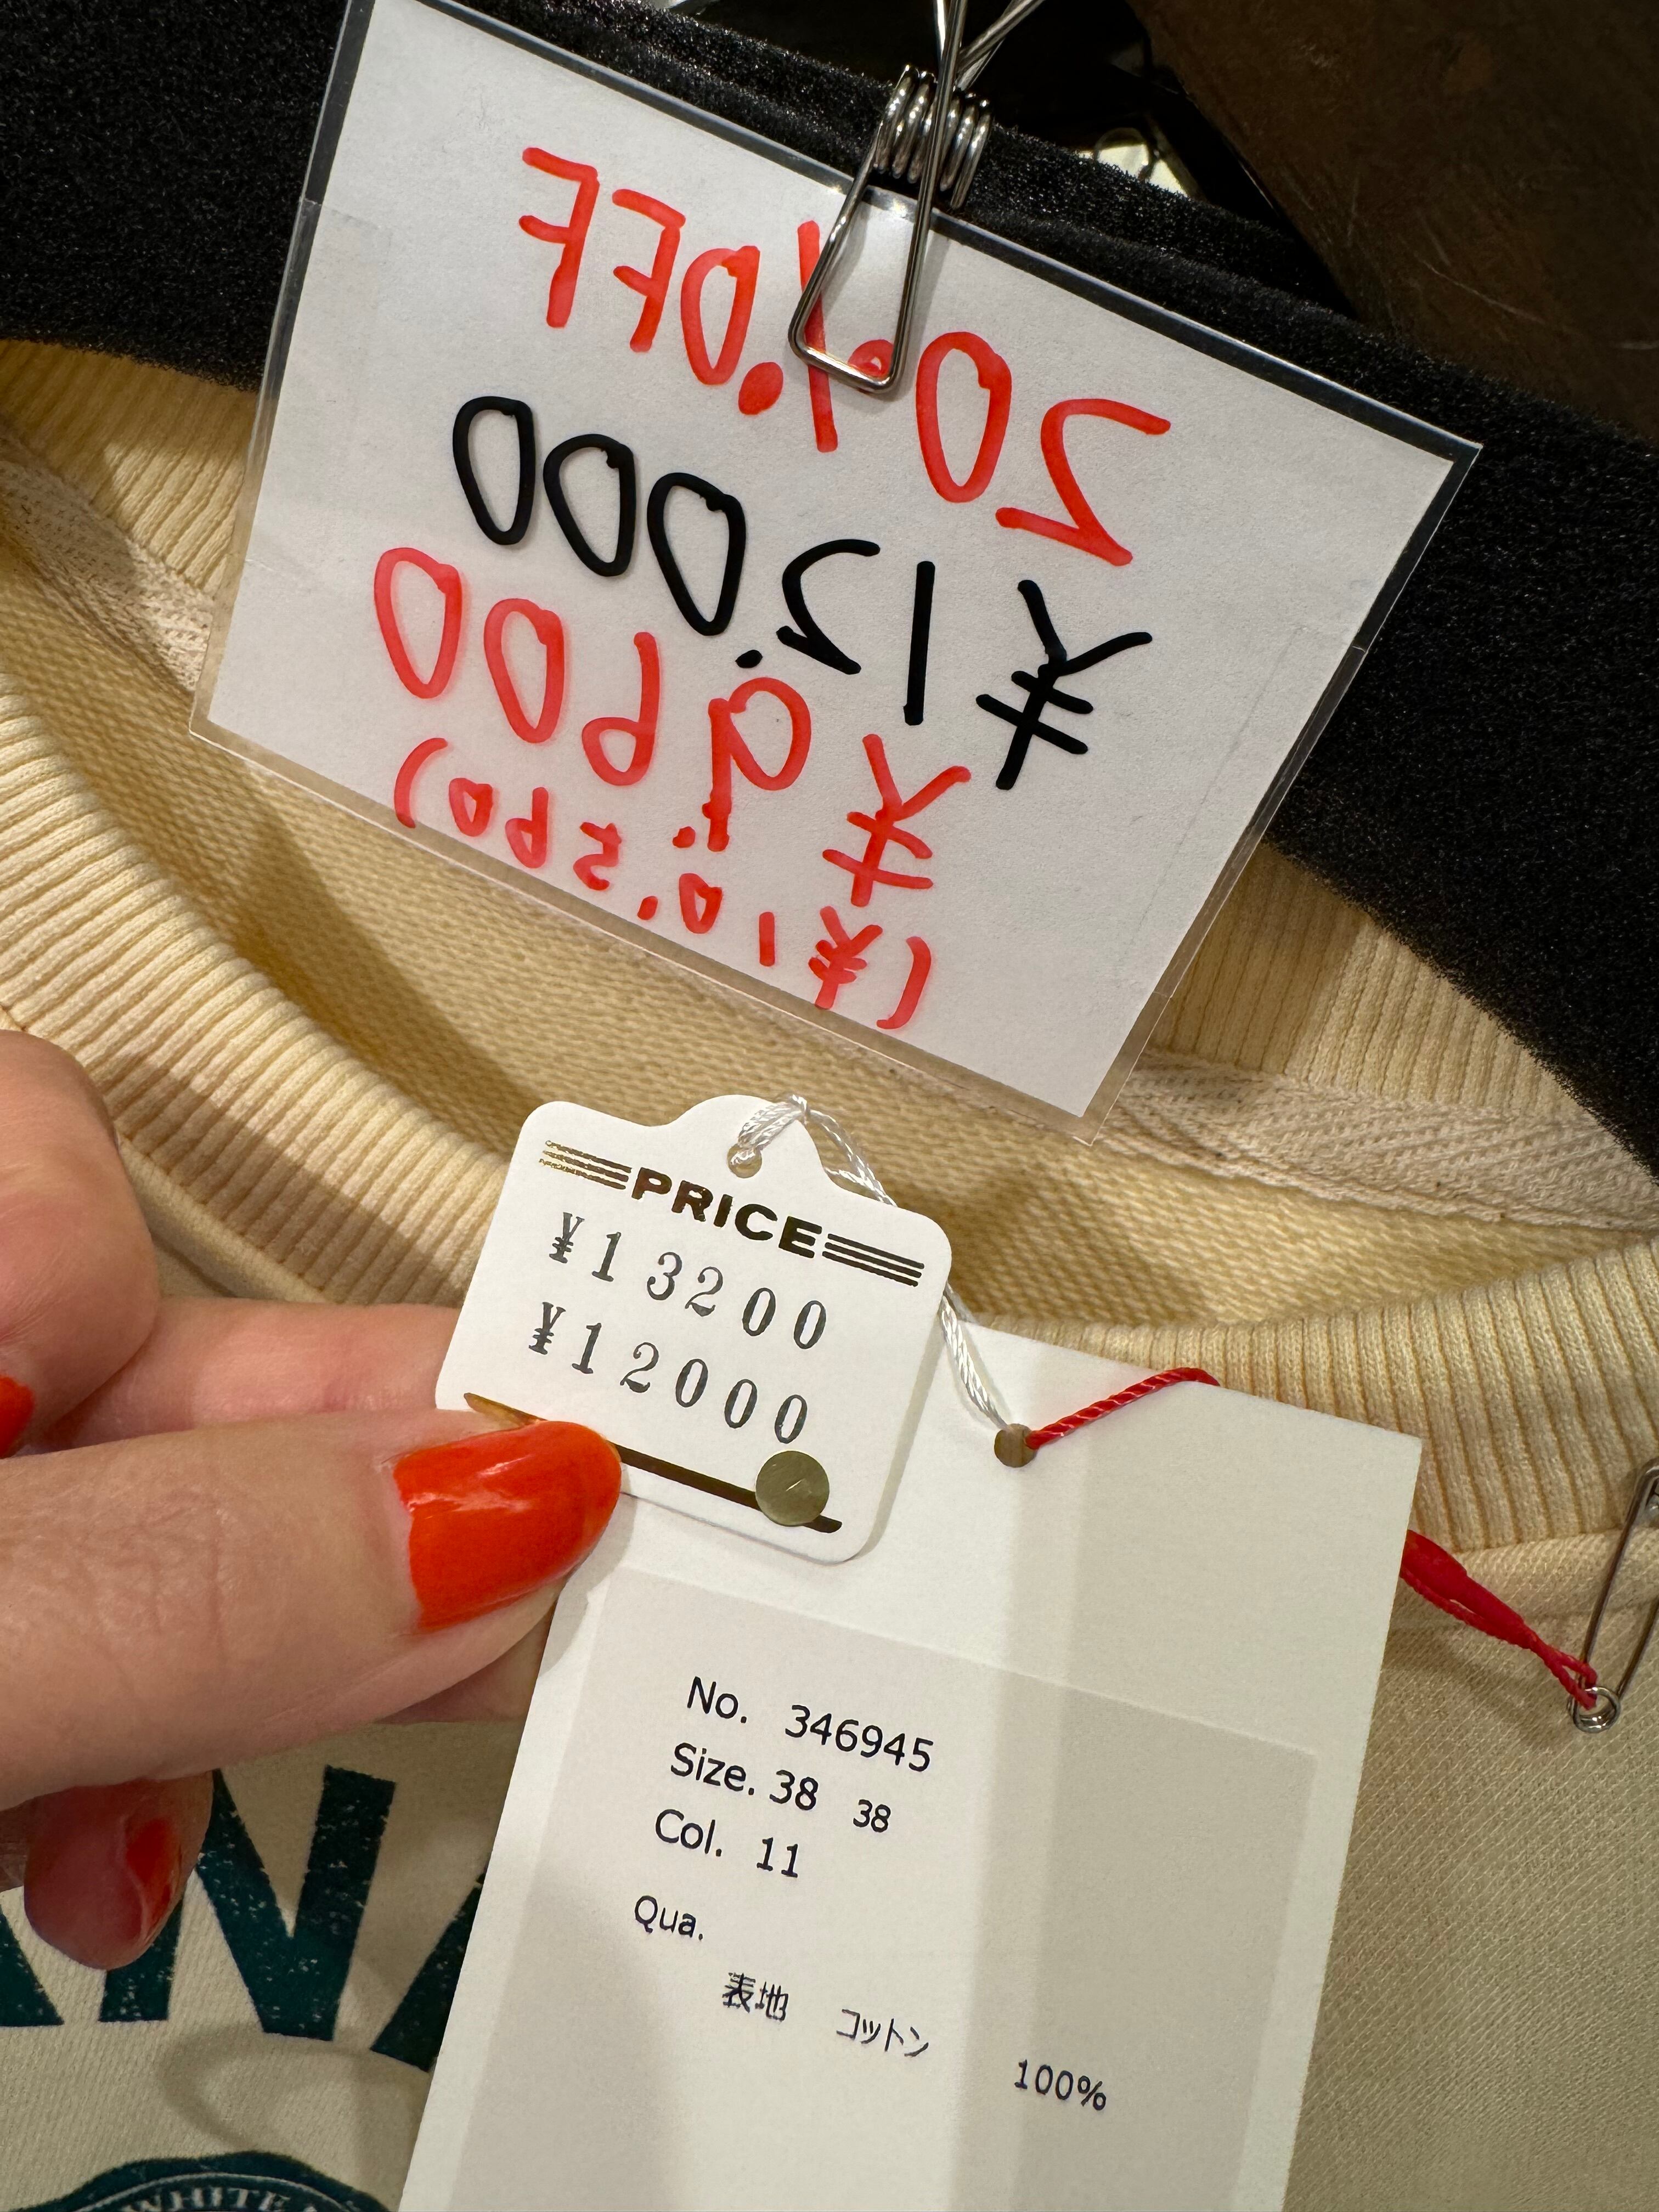 20%OFF
¥12,000
¥9,600
(¥10,560)
PRICE
¥13200
¥12000
No. 346945
Size. 38 38
Col. 11
Qua.
表地 コットン 100%
WHITE